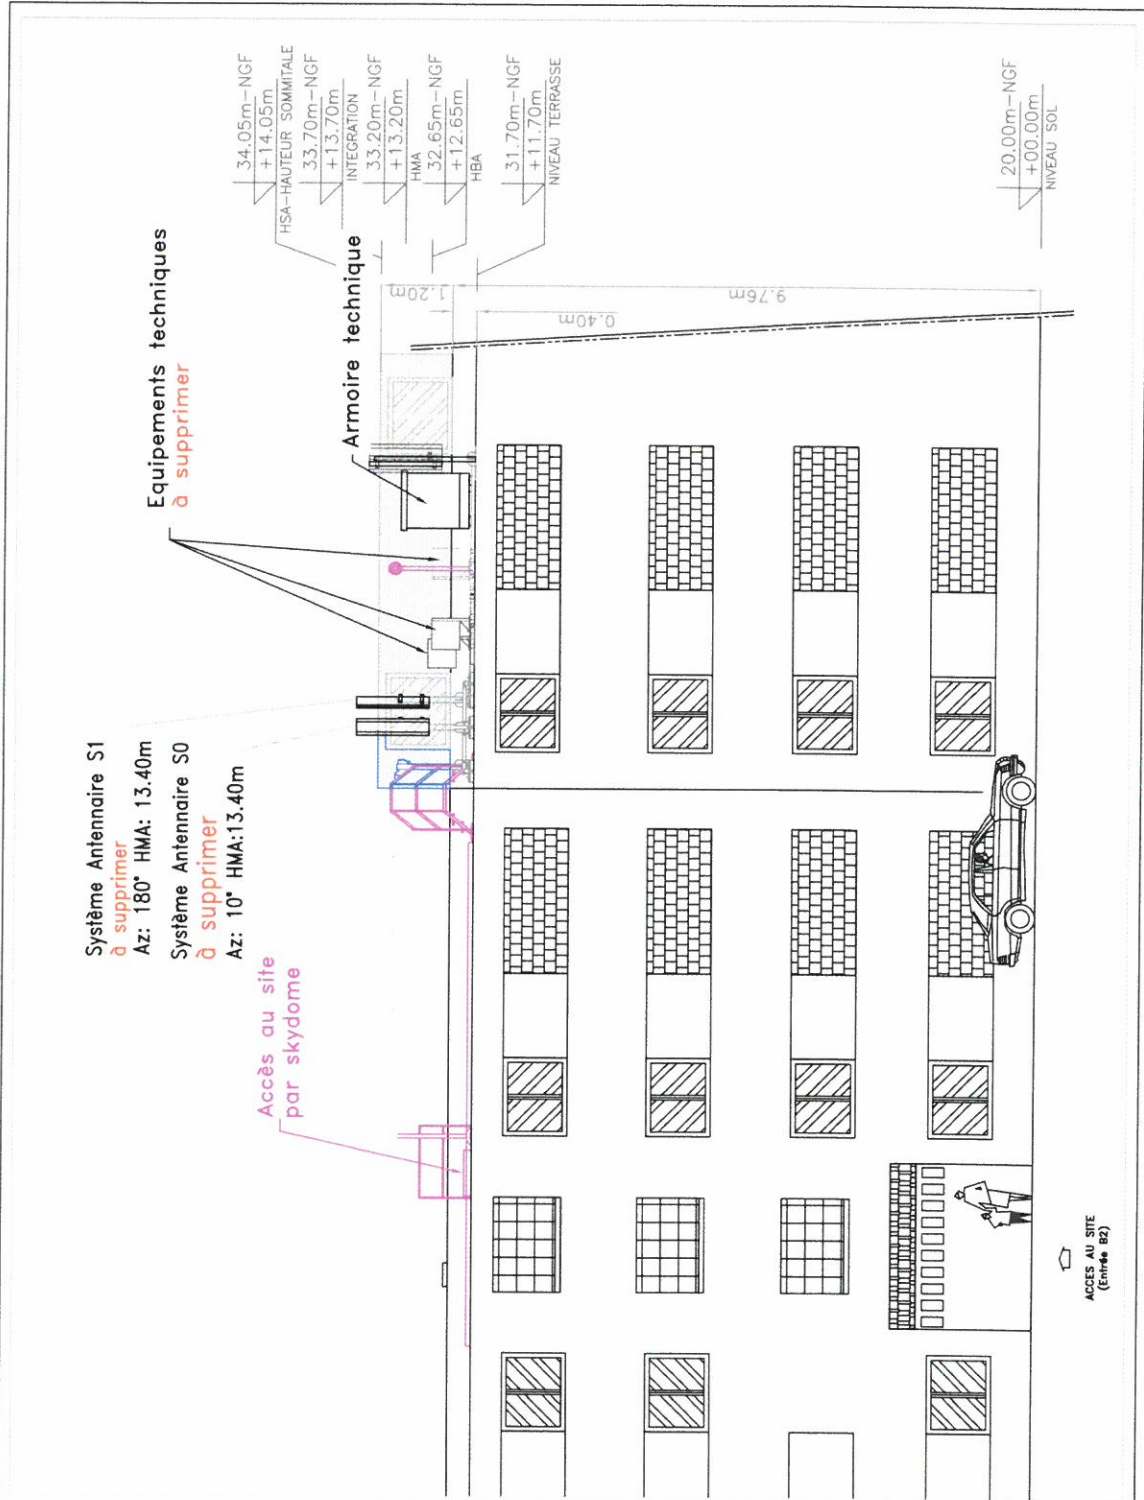 Système Antennaire S1
à supprimer
Az: 180° HMA: 13.40m
Système Antennaire S0
à supprimer
Az: 10° HMA:13.40m
Equipements techniques
à supprimer
Accès au site
par skydome
Armoire technique
34.05m-NGF
+14.05m
HSA-HAUTEUR SOMMITALE
33.70m-NGF
+13.70m
INTEGRATION
33.20m-NGF
+13.20m
HMA
32.65m-NGF
+12.65m
HBA
31.70m-NGF
+11.70m
NIVEAU TERRASSE
20.00m-NGF
+00.00m
NIVEAU SOL
1.20m
0.40m
9.76m
ACCES AU SITE
(Entrée B2)